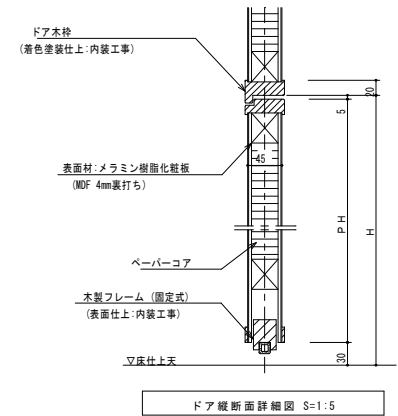 ドア木枠
(着色塗装仕上:内装工事)
20
5
表面材:メラミン樹脂化粧板
(MDF 4mm裏打ち)
45
PH
H
ペーパーコア
木製フレーム (固定式)
(表面仕上:内装工事)
▽床仕上天
30
ドア縦断面詳細図 S=1:5